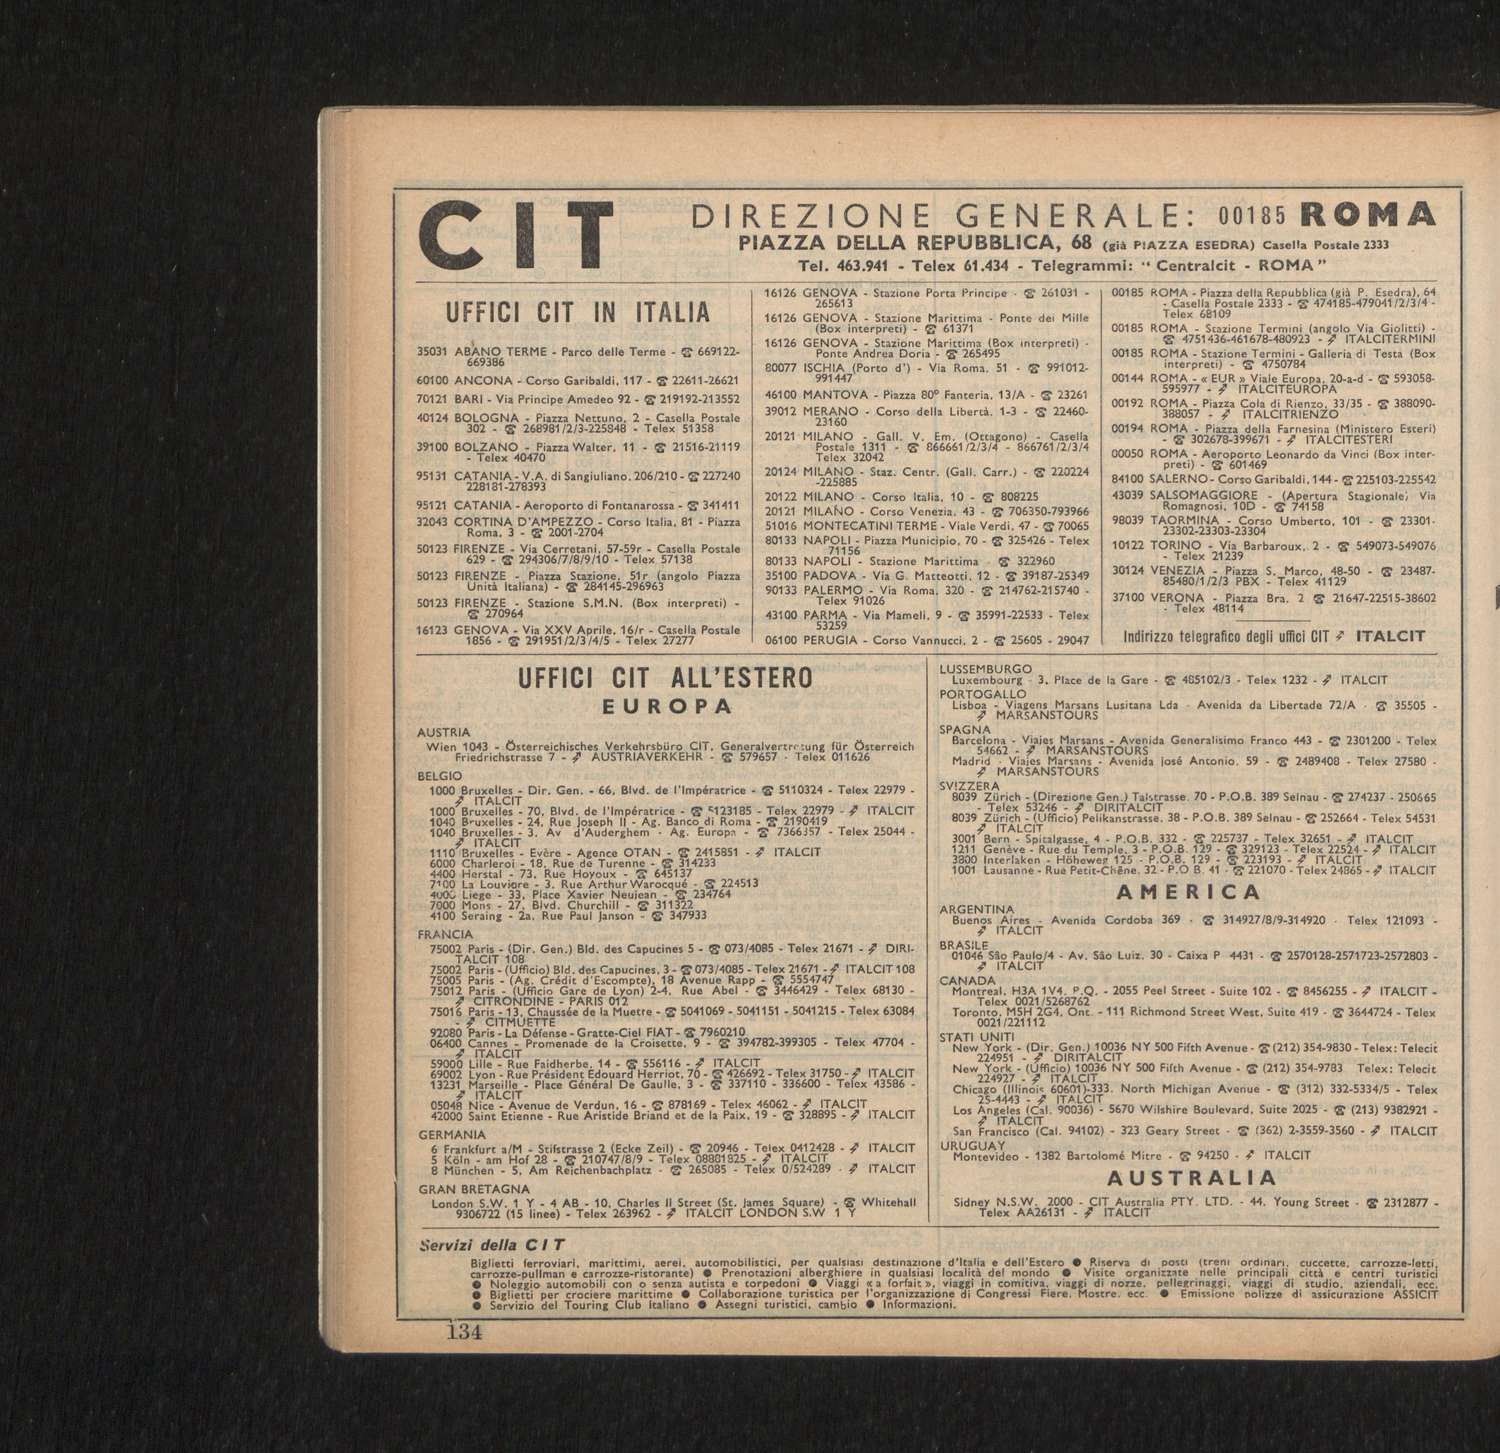 CIT
DIREZIONE GENERALE: 00185 ROMA
PIAZZA DELLA REPUBBLICA, 68 (già PIAZZA ESEDRA) Casella Postale 2333
Tel. 463.941 - Telex 61.434 - Telegrammi: "Centralcit - ROMA"
UFFICI CIT IN ITALIA
35031 ABANO TERME - Parco delle Terme - ☎ 669122-
669386
60100 ANCONA - Corso Garibaldi, 117 - ☎ 22611-26621
70121 BARI - Via Principe Amedeo 92 - ☎ 219192-213552
40124 BOLOGNA - Piazza Nettuno, 2 - Casella Postale
302 - ☎ 268981/2/3-225848 - Telex 51358
39100 BOLZANO - Piazza Walter, 11 - ☎ 21516-21119
- Telex 40470
95131 CATANIA - V.A. di Sangiuliano, 206/210 - ☎ 227240
228181-278393
95121 CATANIA - Aeroporto di Fontanarossa - ☎ 341411
32043 CORTINA D'AMPEZZO - Corso Italia, 81 - Piazza
Roma, 3 - ☎ 2001-2704
50123 FIRENZE - Via Cerretani, 57-59r - Casella Postale
629 - ☎ 294306/7/8/9/10 - Telex 57138
50123 FIRENZE - Piazza Stazione, 51r (angolo Piazza
Unità Italiana) - ☎ 284145-296963
50123 FIRENZE - Stazione S.M.N. (Box interpreti) -
☎ 270964
16123 GENOVA - Via XXV Aprile, 16/r - Casella Postale
1856 - ☎ 291951/2/3/4/5 - Telex 27277
16126 GENOVA - Stazione Porta Principe - ☎ 261031 -
265613
16126 GENOVA - Stazione Marittima - Ponte dei Mille
(Box interpreti) - ☎ 61371
16126 GENOVA - Stazione Marittima (Box interpreti) -
Ponte Andrea Doria - ☎ 265495
80077 ISCHIA (Porto d') - Via Roma, 51 - ☎ 991012-
991447
46100 MANTOVA - Piazza 80º Fanteria, 13/A - ☎ 23261
39012 MERANO - Corso della Libertà, 1-3 - ☎ 22460-
23160
20121 MILANO - Gall. V. Em. (Ottagono) - Casella
Postale 1311 - ☎ 866661/2/3/4 - 866761/2/3/4
Telex 32042
20124 MILANO - Staz. Centr. (Gall. Carr.) - ☎ 220224
-225885
20122 MILANO - Corso Italia, 10 - ☎ 808225
20121 MILANO - Corso Venezia, 43 - ☎ 706350-793966
51016 MONTECATINI TERME - Viale Verdi, 47 - ☎ 70065
80133 NAPOLI - Piazza Municipio, 70 - ☎ 325426 - Telex
71156
80133 NAPOLI - Stazione Marittima - ☎ 322960
35100 PADOVA - Via G. Matteotti, 12 - ☎ 39187-25349
90133 PALERMO - Via Roma, 320 - ☎ 214762-215740 -
Telex 91026
43100 PARMA - Via Mameli, 9 - ☎ 35991-22533 - Telex
53259
06100 PERUGIA - Corso Vannucci, 2 - ☎ 25605 - 29047
00185 ROMA - Piazza della Repubblica (già P. Esedra), 64
- Casella Postale 2333 - ☎ 474185-479041/2/3/4 -
Telex 68109
00185 ROMA - Stazione Termini (angolo Via Giolitti) -
☎ 4751436-461678-480923 - ⚡ ITALCITERMINI
00185 ROMA - Stazione Termini - Galleria di Testa (Box
interpreti) - ☎ 4750784
00144 ROMA - « EUR » Viale Europa, 20-a-d - ☎ 593058-
595977 - ⚡ ITALCITEUROPA
00192 ROMA - Piazza Cola di Rienzo, 33/35 - ☎ 388090-
388057 - ⚡ ITALCITRIENZO
00194 ROMA - Piazza della Farnesina (Ministero Esteri)
- ☎ 302678-399671 - ⚡ ITALCITESTERI
00050 ROMA - Aeroporto Leonardo da Vinci (Box inter-
preti) - ☎ 601469
84100 SALERNO - Corso Garibaldi, 144 - ☎ 225103-225542
43039 SALSOMAGGIORE - (Apertura Stagionale) Via
Romagnosi, 10D - ☎ 74158
98039 TAORMINA - Corso Umberto, 101 - ☎ 23301-
23302-23303-23304
10122 TORINO - Via Barbaroux, 2 - ☎ 549073-549076
- Telex 21239
30124 VENEZIA - Piazza S. Marco, 48-50 - ☎ 23487-
85480/1/2/3 PBX - Telex 41129
37100 VERONA - Piazza Bra, 2 ☎ 21647-22515-38602
- Telex 48114
Indirizzo telegrafico degli uffici CIT ⚡ ITALCIT
UFFICI CIT ALL'ESTERO
EUROPA
AUSTRIA
Wien 1043 - Österreichisches Verkehrsbüro CIT, Generalvertretung für Österreich
Friedrichstrasse 7 - ⚡ AUSTRIAVERKEHR - ☎ 579657 - Telex 011626
BELGIO
1000 Bruxelles - Dir. Gen. - 66, Blvd. de l'Impératrice - ☎ 5110324 - Telex 22979 -
⚡ ITALCIT
1000 Bruxelles - 70, Blvd. de l'Impératrice - ☎ 5123185 - Telex 22979 - ⚡ ITALCIT
1040 Bruxelles - 24, Rue Joseph II - Ag. Banco di Roma - ☎ 2190419
1040 Bruxelles - 3, Av d'Auderghem - Ag. Europa - ☎ 7366357 - Telex 25044 -
⚡ ITALCIT
1110 Bruxelles - Evère - Agence OTAN - ☎ 2415851 - ⚡ ITALCIT
6000 Charleroi - 18, Rue de Turenne - ☎ 314233
4400 Herstal - 73, Rue Hoyoux - ☎ 645137
7100 La Louviere - 3, Rue Arthur Warocqué - ☎ 224513
4000 Liege - 33, Place Xavier Neujean - ☎ 234764
7000 Mons - 27, Blvd. Churchill - ☎ 311322
4100 Seraing - 2a, Rue Paul Janson - ☎ 347933
FRANCIA
75002 Paris - (Dir. Gen.) Bld. des Capucines 5 - ☎ 073/4085 - Telex 21671 - ⚡ DIRI-
TALCIT 108
75002 Paris - (Ufficio) Bld. des Capucines, 3 - ☎ 073/4085 - Telex 21671 - ⚡ ITALCIT 108
75005 Paris - (Ag. Crédit d'Escompte), 18 Avenue Rapp - ☎ 5554747
75012 Paris - (Ufficio Gare de Lyon) 2-4, Rue Abel - ☎ 3446429 - Telex 68130 -
⚡ CITRONDINE - PARIS 012
75016 Paris - 13, Chaussée de la Muetre - ☎ 5041069 - 5041151 - 5041215 - Telex 63084
- ⚡ CITMUETTE
92080 Paris - La Défense - Gratte-Ciel FIAT - ☎ 7960210
06400 Cannes - Promenade de la Croisette, 9 - ☎ 394782-399305 - Telex 47704 -
⚡ ITALCIT
59000 Lille - Rue Faidherbe, 14 - ☎ 556116 - ⚡ ITALCIT
69002 Lyon - Rue Président Edouard Herriot, 70 - ☎ 426692 - Telex 31750 - ⚡ ITALCIT
13231 Marseille - Place Général De Gaulle, 3 - ☎ 337110 - 336600 - Telex 43586 -
⚡ ITALCIT
05048 Nice - Avenue de Verdun, 16 - ☎ 878169 - Telex 46062 - ⚡ ITALCIT
42000 Saint Etienne - Rue Aristide Briand et de la Paix, 19 - ☎ 328895 - ⚡ ITALCIT
GERMANIA
6 Frankfurt a/M - Stifstrasse 2 (Ecke Zeil) - ☎ 20946 - Telex 0412428 - ⚡ ITALCIT
5 Köln - am Hof 28 - ☎ 210747/8/9 - Telex 08881825 - ⚡ ITALCIT
8 München - 5, Am Reichenbachplatz - ☎ 265085 - Telex 0/524289 - ⚡ ITALCIT
GRAN BRETAGNA
London S.W. 1 Y - 4 AB - 10, Charles II Street (St. James Square) - ☎ Whitehall
9306722 (15 linee) - Telex 263962 - ⚡ ITALCIT LONDON S.W 1 Y
LUSSEMBURGO
Luxembourg - 3, Place de la Gare - ☎ 485102/3 - Telex 1232 - ⚡ ITALCIT
PORTOGALLO
Lisboa - Viagens Marsans Lusitana Lda - Avenida da Libertade 72/A - ☎ 35505 -
⚡ MARSANSTOURS
SPAGNA
Barcelona - Viajes Marsans - Avenida Generalisimo Franco 443 - ☎ 2301200 - Telex
54662 - ⚡ MARSANSTOURS
Madrid - Viajes Marsans - Avenida José Antonio, 59 - ☎ 2489408 - Telex 27580 -
⚡ MARSANSTOURS
SVIZZERA
8039 Zürich - (Direzione Gen.) Talstrasse, 70 - P.O.B. 389 Selnau - ☎ 274237 - 250665
- Telex 53246 - ⚡ DIRITALCIT
8039 Zürich - (Ufficio) Pelikanstrasse, 38 - P.O.B. 389 Selnau - ☎ 252664 - Telex 54531
⚡ ITALCIT
3001 Bern - Spitalgasse, 4 - P.O.B. 332 - ☎ 225737 - Telex 32651 - ⚡ ITALCIT
1211 Genève - Rue du Temple, 3 - P.O.B. 129 - ☎ 329123 - Telex 22524 - ⚡ ITALCIT
3800 Interlaken - Höheweg 125 - P.O.B. 129 - ☎ 223193 - ⚡ ITALCIT
1001 Lausanne - Rue Petit-Chêne, 32 - P.O B. 41 - ☎ 221070 - Telex 24865 - ⚡ ITALCIT
AMERICA
ARGENTINA
Buenos Aires - Avenida Cordoba 369 - ☎ 314927/8/9-314920 - Telex 121093 -
⚡ ITALCIT
BRASILE
01046 São Paulo/4 - Av. São Luiz, 30 - Caixa P 4431 - ☎ 2570128-2571723-2572803 -
⚡ ITALCIT
CANADA
Montreal, H3A 1V4, P.Q. - 2055 Peel Street - Suite 102 - ☎ 8456255 - ⚡ ITALCIT -
Telex 0021/5268762
Toronto, M5H 2G4, Ont. - 111 Richmond Street West, Suite 419 - ☎ 3644724 - Telex
0021/221112
STATI UNITI
New York - (Dir. Gen.) 10036 NY 500 Fifth Avenue - ☎ (212) 354-9830 - Telex: Telecit
224951 - ⚡ DIRITALCIT
New York - (Ufficio) 10036 NY 500 Fifth Avenue - ☎ (212) 354-9783 Telex: Telecit
224927 - ⚡ ITALCIT
Chicago (Illinois 60601)-333, North Michigan Avenue - ☎ (312) 332-5334/5 - Telex
25-4443 - ⚡ ITALCIT
Los Angeles (Cal. 90036) - 5670 Wilshire Boulevard, Suite 2025 - ☎ (213) 9382921 -
⚡ ITALCIT
San Francisco (Cal. 94102) - 323 Geary Street - ☎ (362) 2-3559-3560 - ⚡ ITALCIT
URUGUAY
Montevideo - 1382 Bartolomé Mitre - ☎ 94250 - ⚡ ITALCIT
AUSTRALIA
Sidney N.S.W. 2000 - CIT Australia PTY. LTD. - 44, Young Street - ☎ 2312877 -
Telex AA26131 - ⚡ ITALCIT
Servizi della CIT
Biglietti ferroviari, marittimi, aerei, automobilistici, per qualsiasi destinazione d'Italia e dell'Estero ● Riserva di posti (treni ordinari, cuccette, carrozze-letti,
carrozze-pullman e carrozze-ristorante) ● Prenotazioni alberghiere in qualsiasi località del mondo ● Visite organizzate nelle principali città e centri turistici
● Noleggio automobili con o senza autista e torpedoni ● Viaggi « a forfait », viaggi in comitiva, viaggi di nozze, pellegrinaggi, viaggi di studio, aziendali, ecc.
● Biglietti per crociere marittime ● Collaborazione turistica per l'organizzazione di Congressi Fiere, Mostre, ecc. ● Emissione polizze di assicurazione ASSICIT
● Servizio del Touring Club Italiano ● Assegni turistici, cambio ● Informazioni.
134